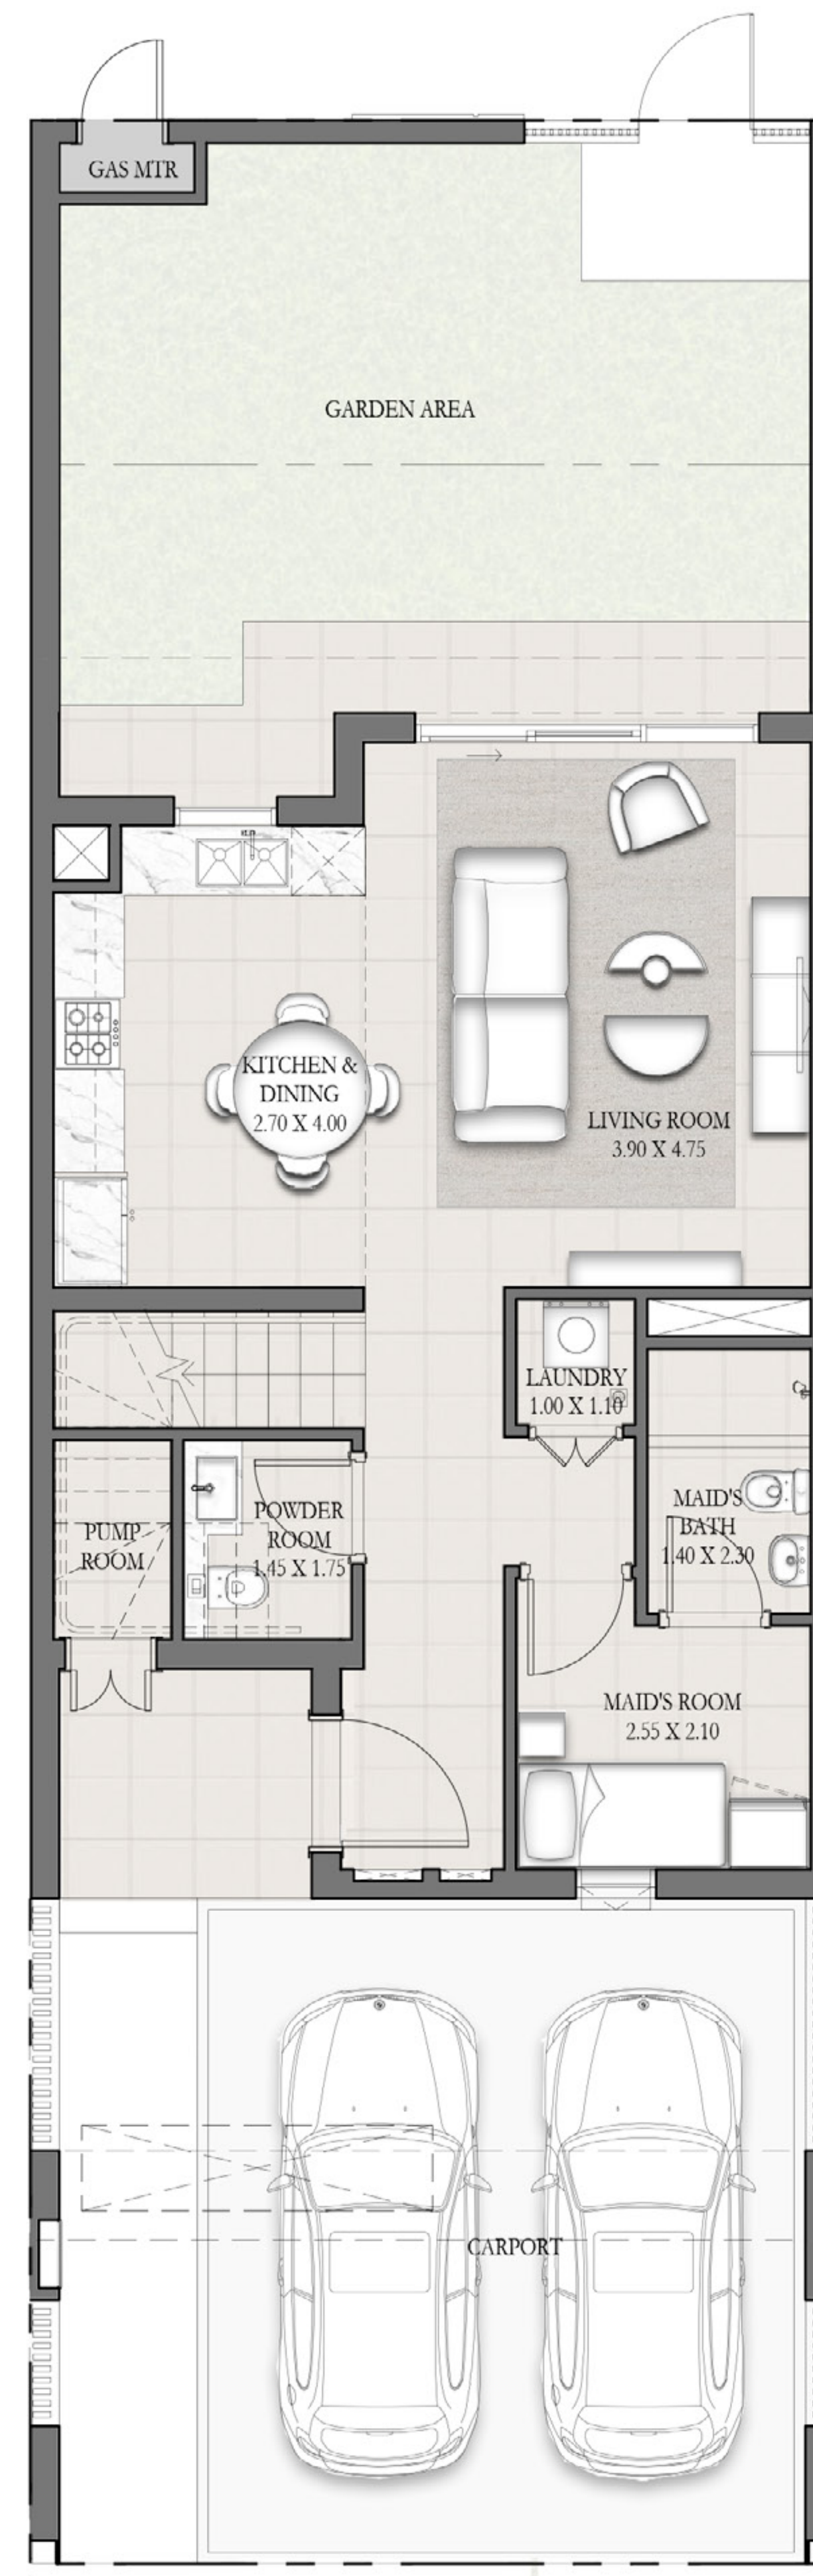 GAS MTR
GARDEN AREA
KITCHEN &
DINING
2.70 X 4.00
LIVING ROOM
3.90 X 4.75
LAUNDRY
1.00 X 1.10
PUMP
ROOM
POWDER
ROOM
1.45 X 1.75
MAID'S
BATH
1.40 X 2.30
MAID'S ROOM
2.55 X 2.10
CARPORT